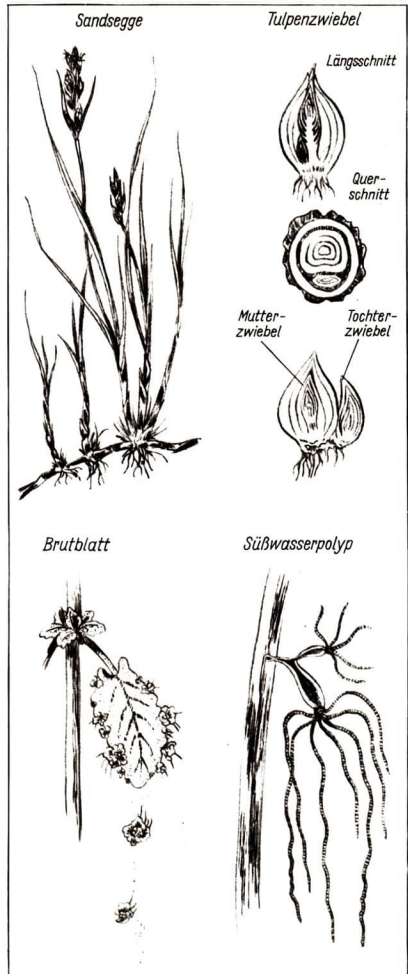 Sandsegge
Tulpenzwiebel
Längsschnitt
Quer-
schnitt
Mutter-
zwiebel
Tochter-
zwiebel
Brutblatt
Süßwasserpolyp